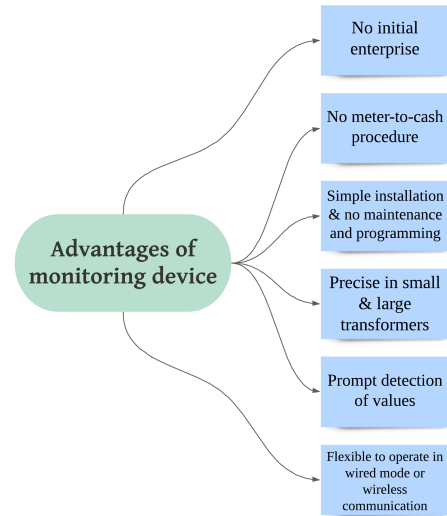 No initial
enterprise
No meter-to-cash
procedure
Simple installation
& no maintenance
and programming
Advantages of
monitoring device
Precise in small
& large
transformers
Prompt detection
of values
Flexible to operate in
wired mode or
wireless
communication